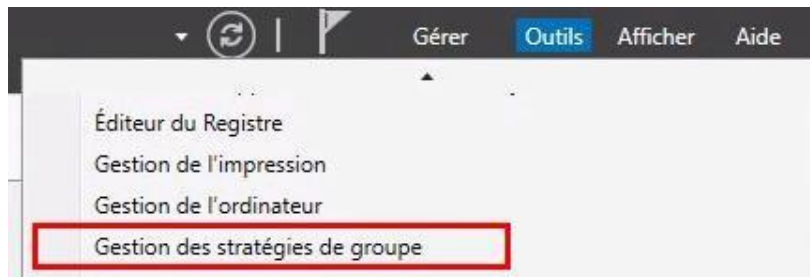 Gérer Outils Afficher Aide
Éditeur du Registre
Gestion de l'impression
Gestion de l'ordinateur
Gestion des stratégies de groupe